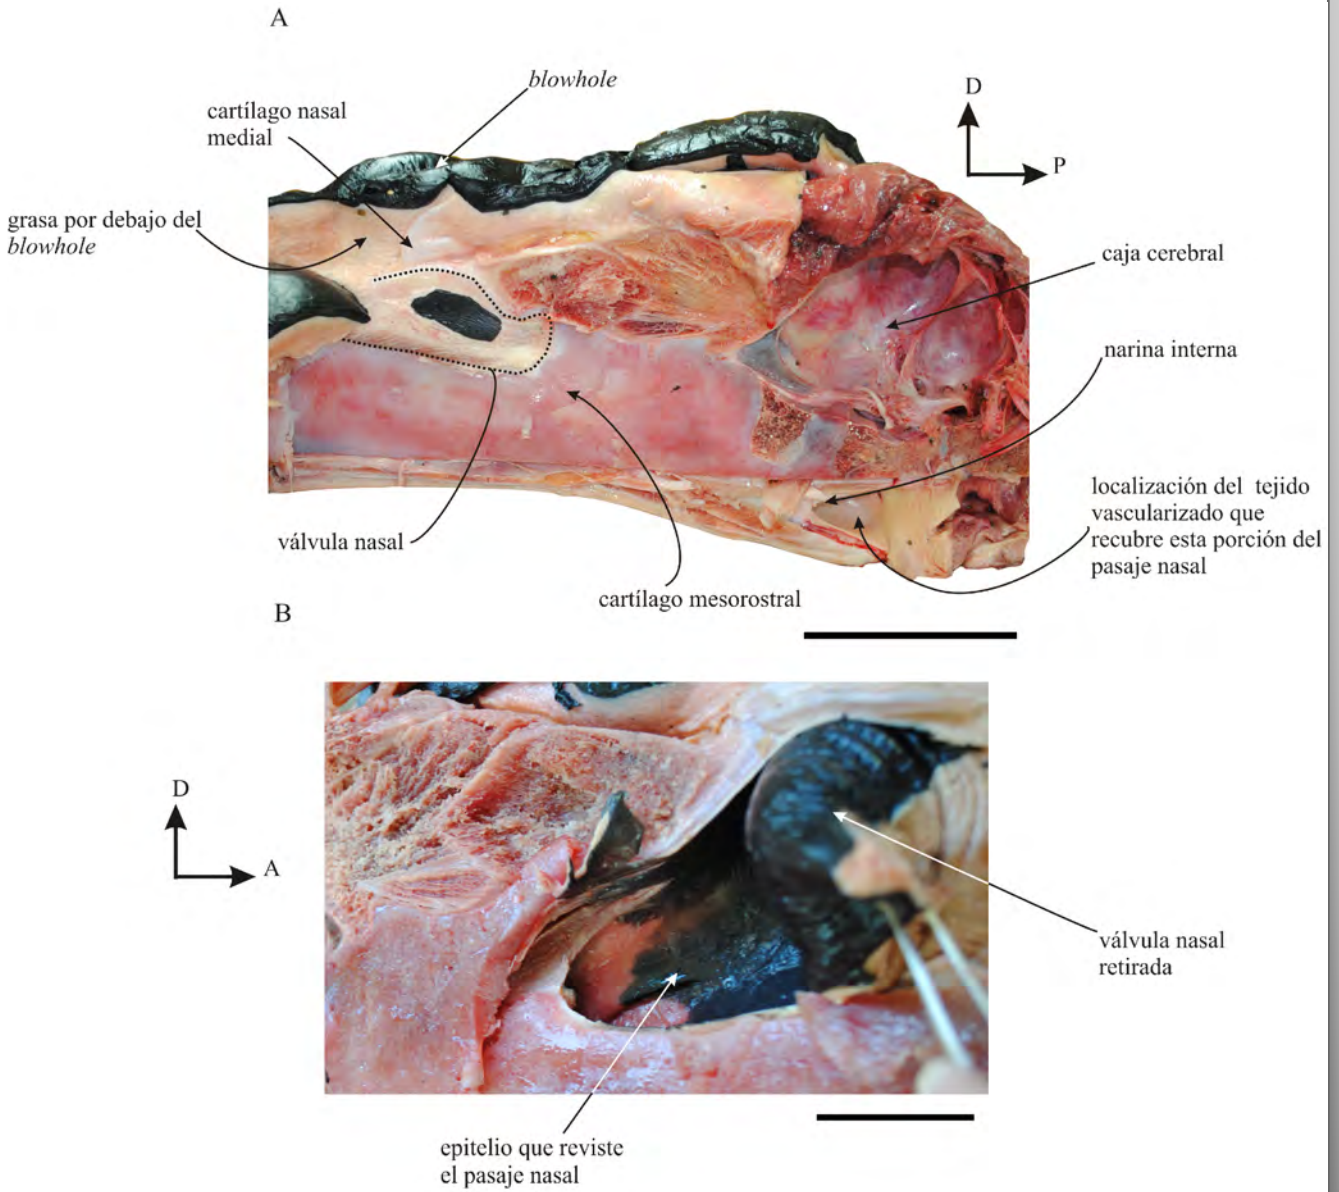 A
blowhole
cartílago nasal
medial
D
P
grasa por debajo del
blowhole
caja cerebral
narina interna
localización del tejido
vascularizado que
recubre esta porción del
pasaje nasal
válvula nasal
cartílago mesorostral
B
D
A
válvula nasal
retirada
epitelio que reviste
el pasaje nasal